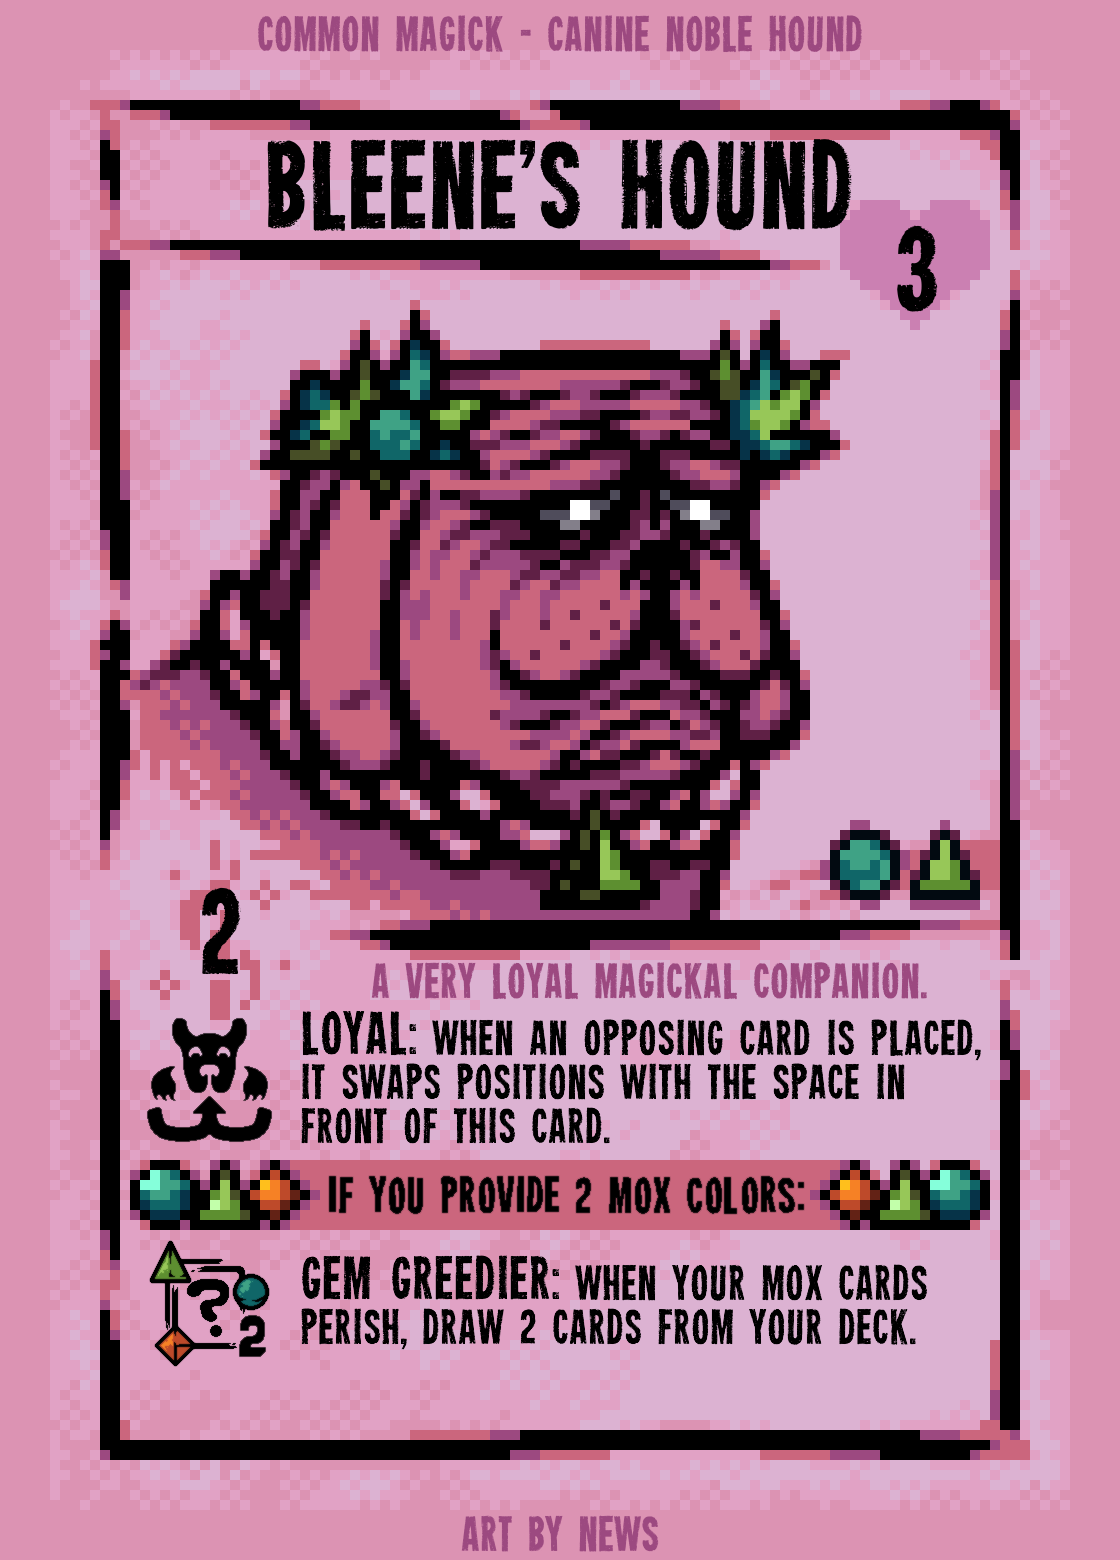 COMMON MAGICK - CANINE NOBLE HOUND
BLEENE'S HOUND
3
2
A VERY LOYAL MAGICKAL COMPANION.
LOYAL: WHEN AN OPPOSING CARD IS PLACED,
IT SWAPS POSITIONS WITH THE SPACE IN
FRONT OF THIS CARD.
IF YOU PROVIDE 2 MOX COLORS:
?
2
GEM GREEDIER: WHEN YOUR MOX CARDS
PERISH, DRAW 2 CARDS FROM YOUR DECK.
ART BY NEWS